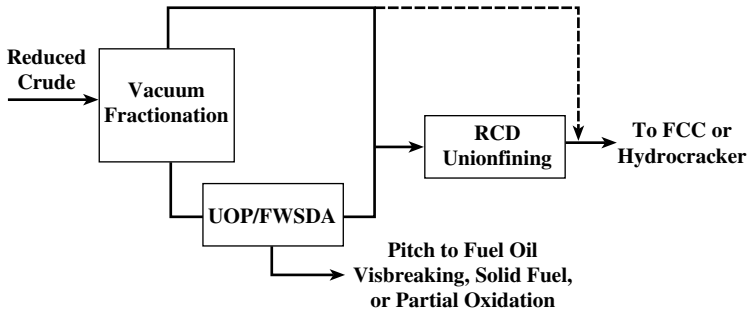 Reduced
Crude
Vacuum
Fractionation
RCD
Unionfining
To FCC or
Hydrocracker
UOP/FWSDA
Pitch to Fuel Oil
Visbreaking, Solid Fuel,
or Partial Oxidation